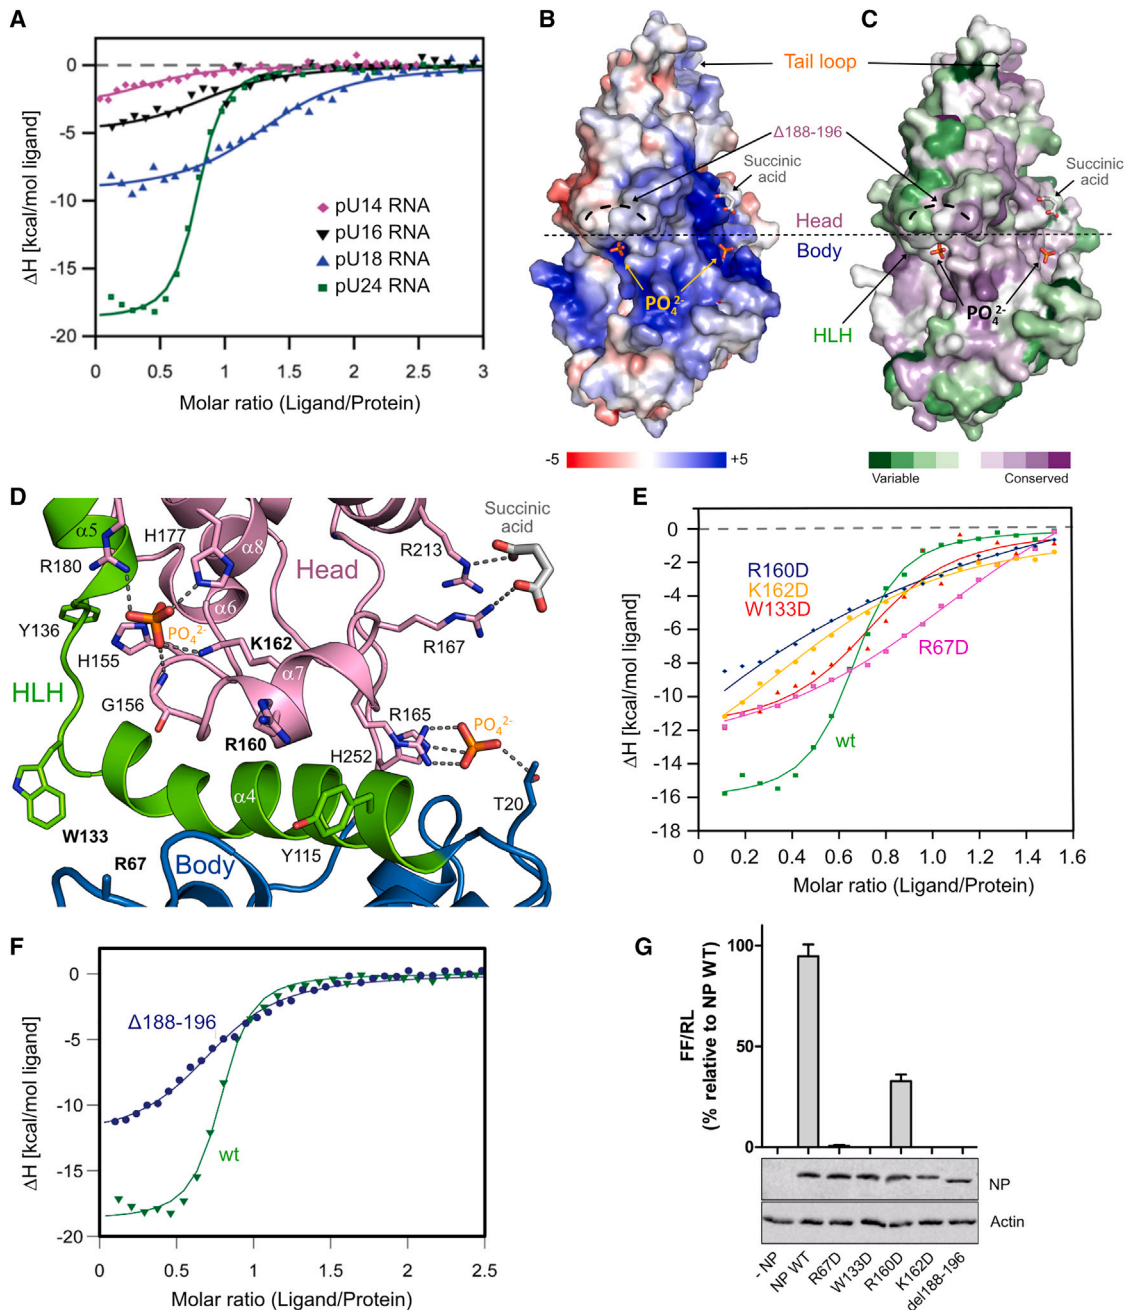 A
ΔH [kcal/mol ligand]
0
-5
-10
-15
-20
pU14 RNA
pU16 RNA
pU18 RNA
pU24 RNA
0 0.5 1 1.5 2 2.5 3
Molar ratio (Ligand/Protein)
B
C
Tail loop
Δ188-196
Succinic
acid
Succinic
acid
Head
Body
PO₄²⁻
PO₄²⁻
HLH
-5 +5
Variable Conserved
D
α5
H177
α8
R180
Head
α6
R213
Succinic
acid
Y136
PO₄²⁻
K162
R167
H155
α7
HLH
G156
R160
R165
PO₄²⁻
H252
α4
T20
W133
Y115
R67
Body
E
ΔH [kcal/mol ligand]
0
-2
-4
-6
-8
-10
-12
-14
-16
-18
R160D
K162D
W133D
R67D
wt
0 0.2 0.4 0.6 0.8 1.0 1.2 1.4 1.6
Molar ratio (Ligand/Protein)
F
ΔH [kcal/mol ligand]
0
-5
-10
-15
-20
Δ188-196
wt
0 0.5 1 1.5 2 2.5
Molar ratio (Ligand/Protein)
G
FF/RL
(% relative to NP WT)
100
50
0
NP
Actin
- NP
NP WT
R67D
W133D
R160D
K162D
del188-196